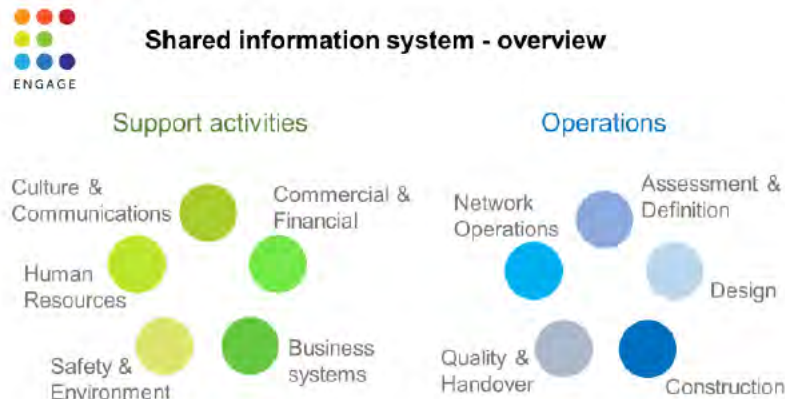 ENGAGE
Shared information system - overview
Support activities
Culture &
Communications
Commercial &
Financial
Human
Resources
Safety &
Environment
Business
systems
Operations
Network
Operations
Assessment &
Definition
Design
Quality &
Handover
Construction